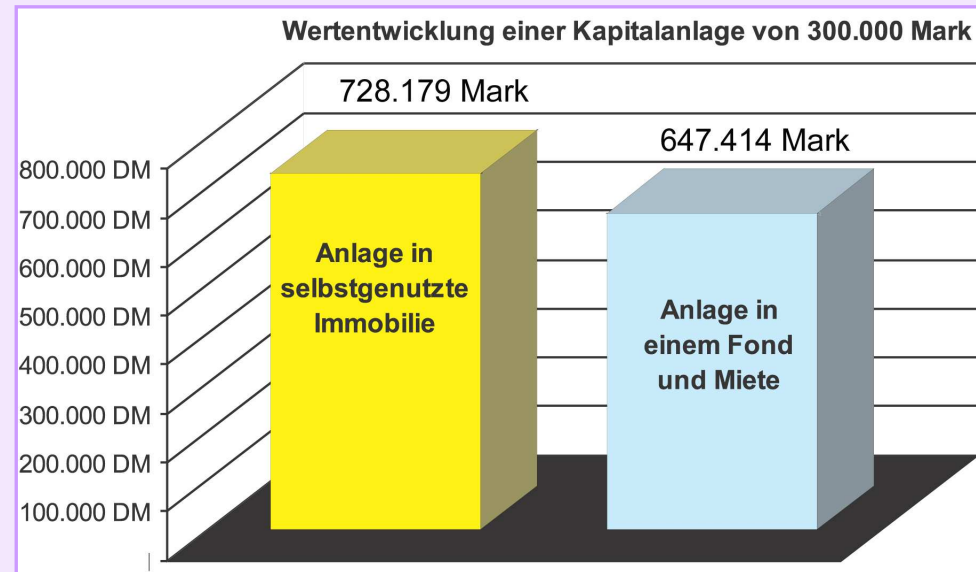 Wertentwicklung einer Kapitalanlage von 300.000 Mark
728.179 Mark
647.414 Mark
800.000 DM
700.000 DM
600.000 DM
500.000 DM
400.000 DM
300.000 DM
200.000 DM
100.000 DM
Anlage in
selbstgenutzte
Immobilie
Anlage in
einem Fond
und Miete